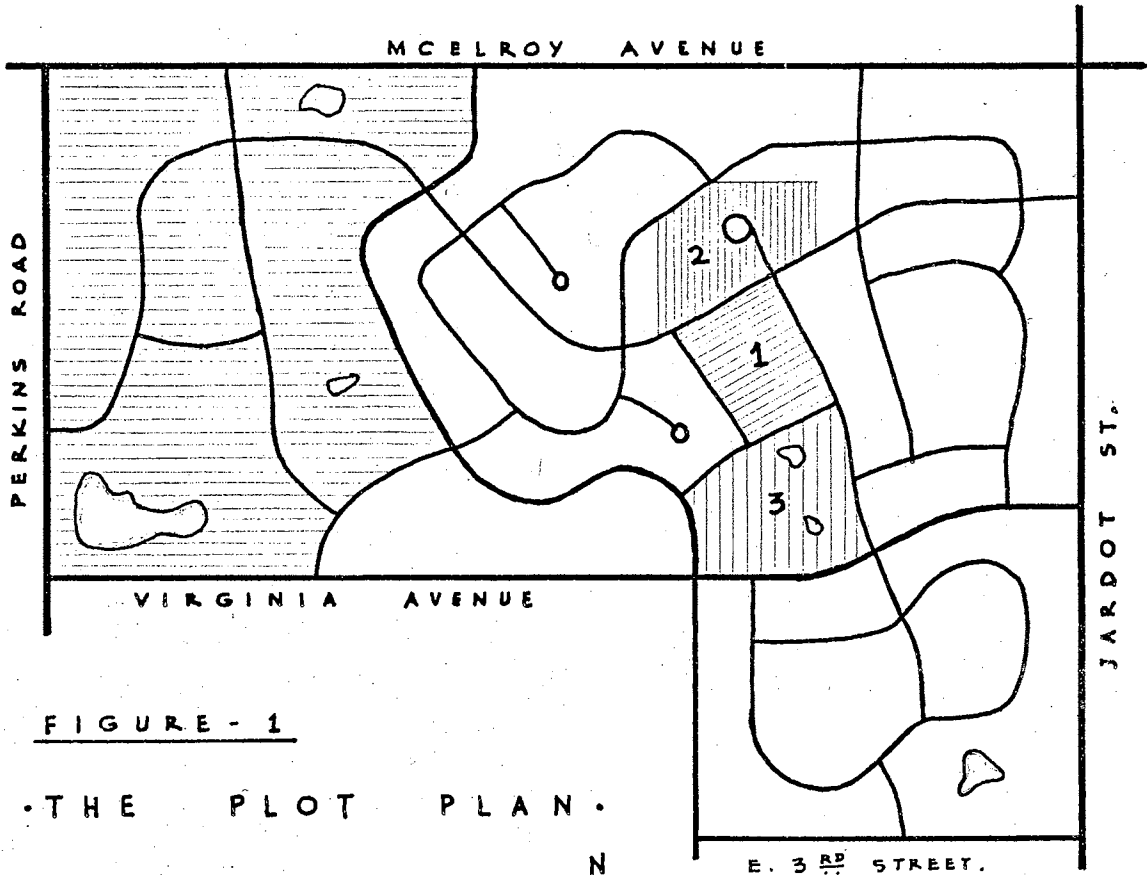 MCELROY AVENUE
PERKINS ROAD
2
1
3
JARDOT ST.
VIRGINIA AVENUE
FIGURE-1
·THE PLOT PLAN·
N
E. 3RD STREET.